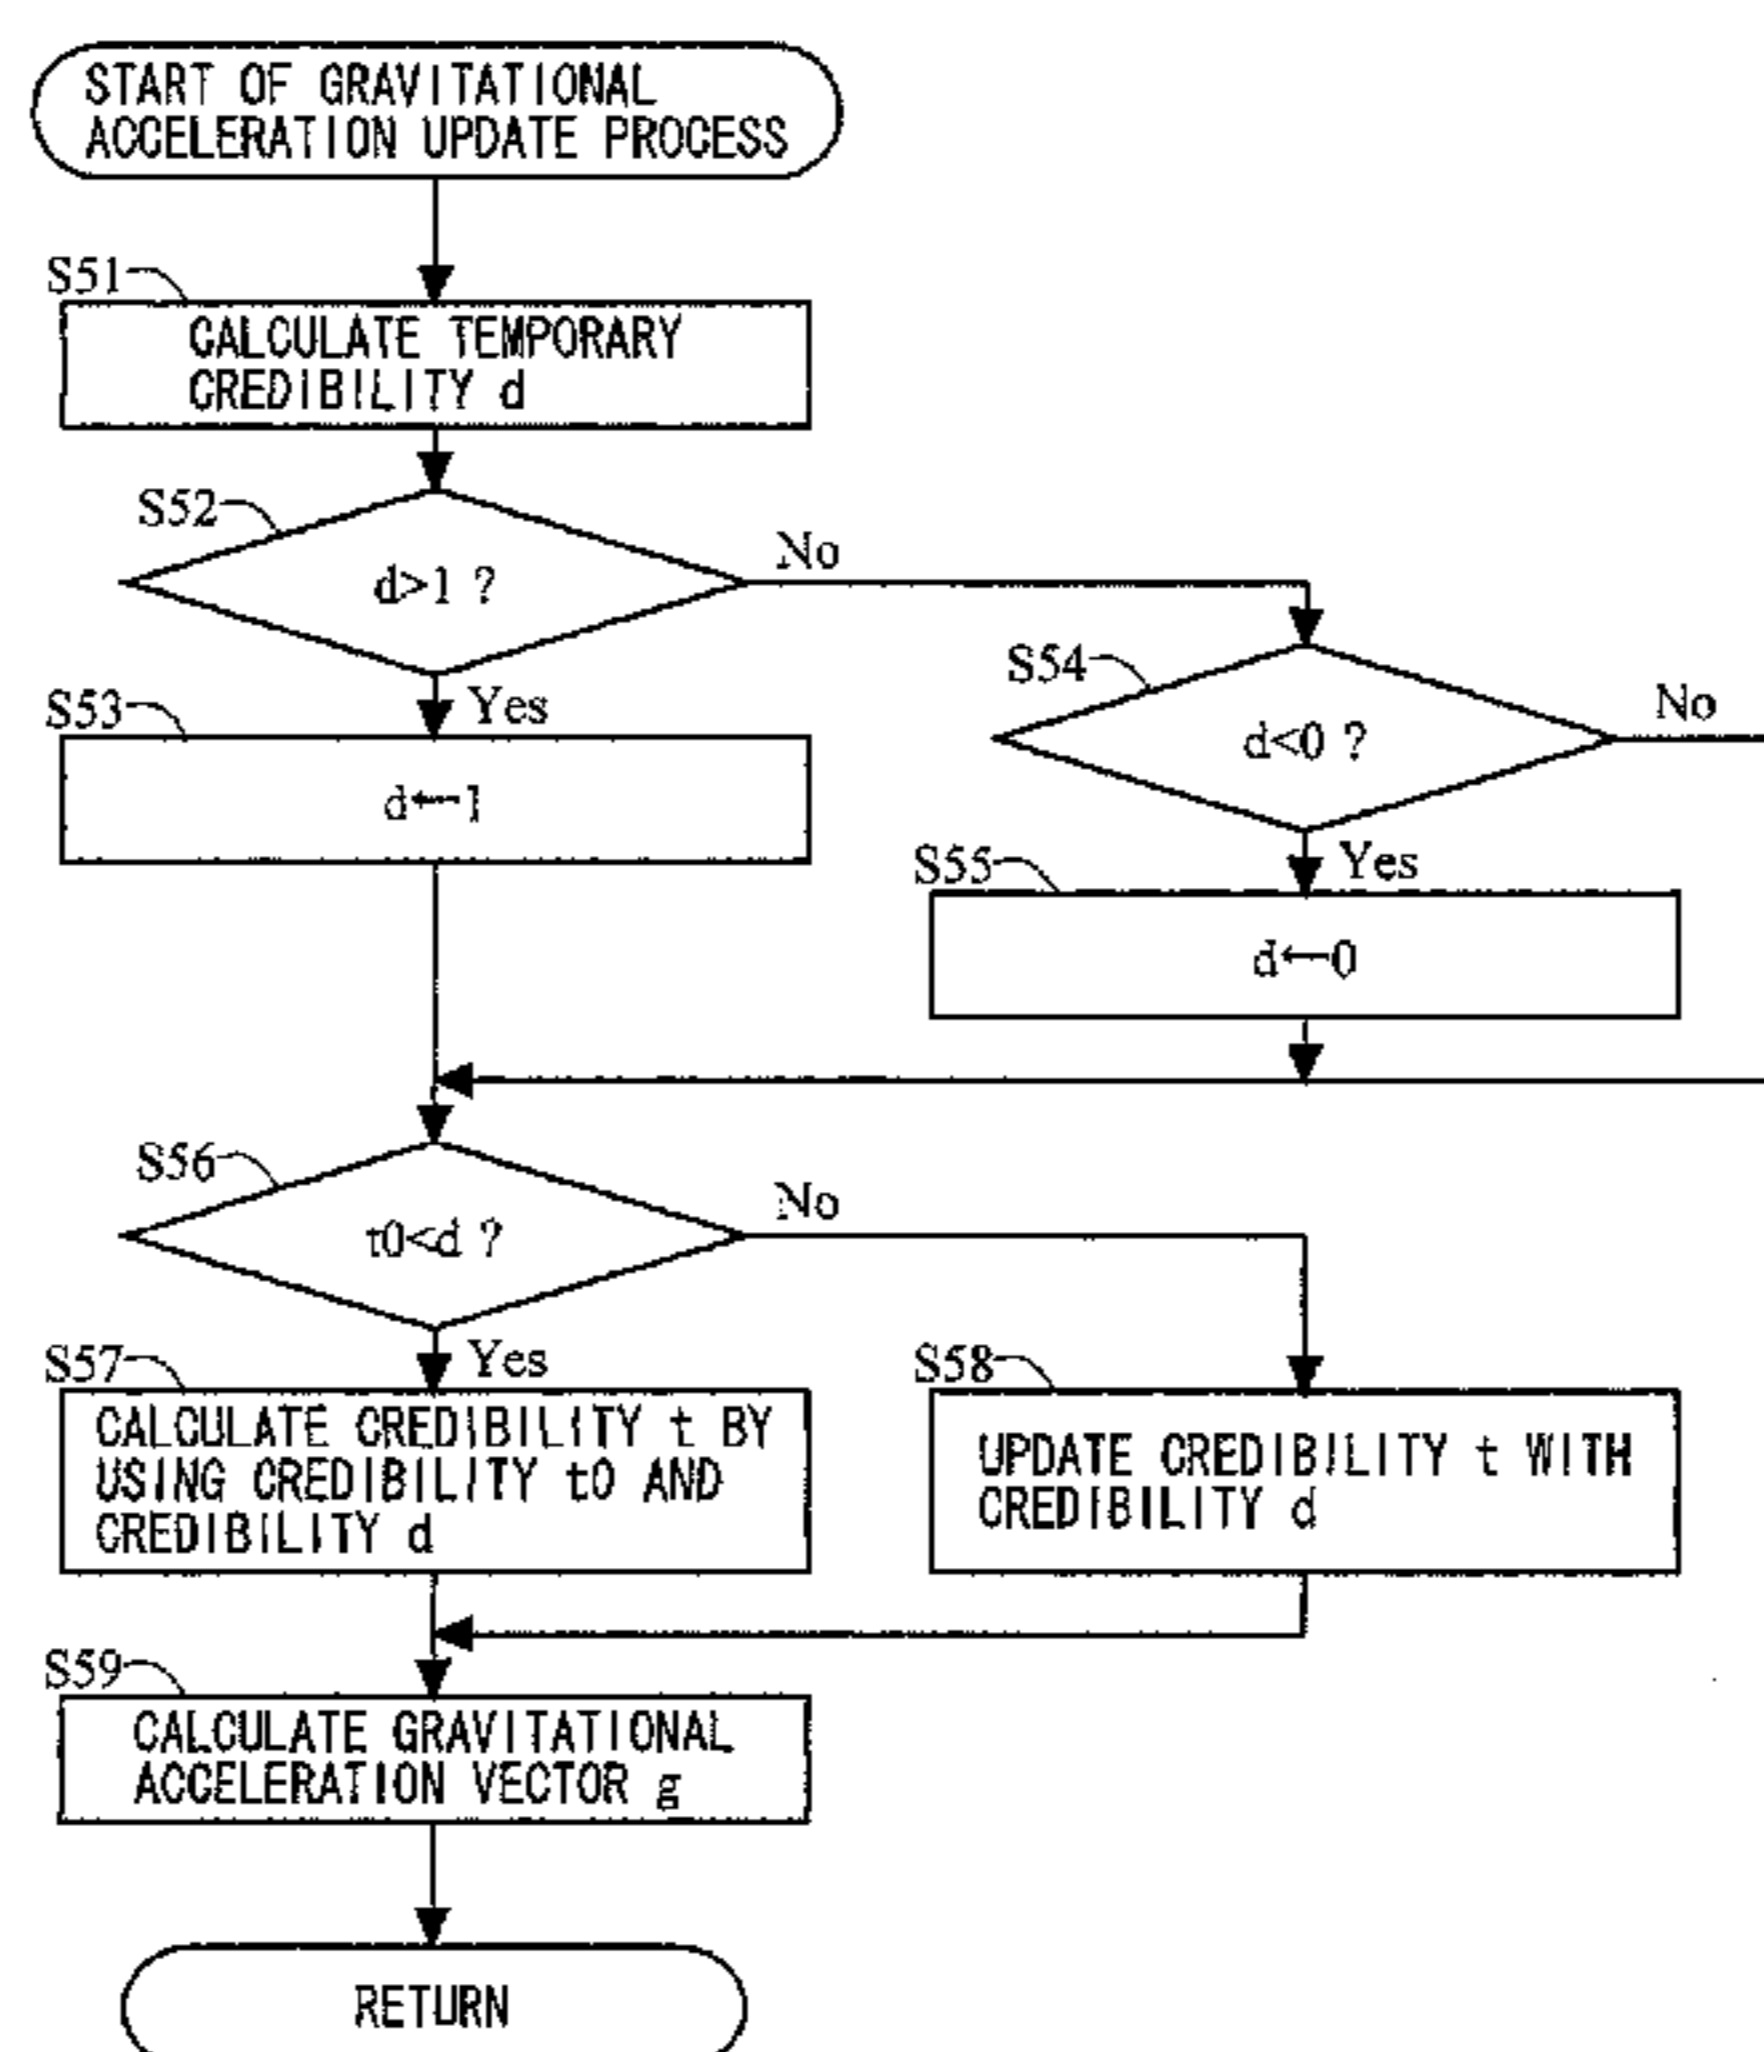 START OF GRAVITATIONAL
ACCELERATION UPDATE PROCESS
S51
CALCULATE TEMPORARY
CREDIBILITY d
S52
d>1 ?
No
Yes
S53
d←1
S54
d<0 ?
No
Yes
S55
d←0
S56
t0<d ?
No
Yes
S57
CALCULATE CREDIBILITY t BY
USING CREDIBILITY t0 AND
CREDIBILITY d
S58
UPDATE CREDIBILITY t WITH
CREDIBILITY d
S59
CALCULATE GRAVITATIONAL
ACCELERATION VECTOR g
RETURN